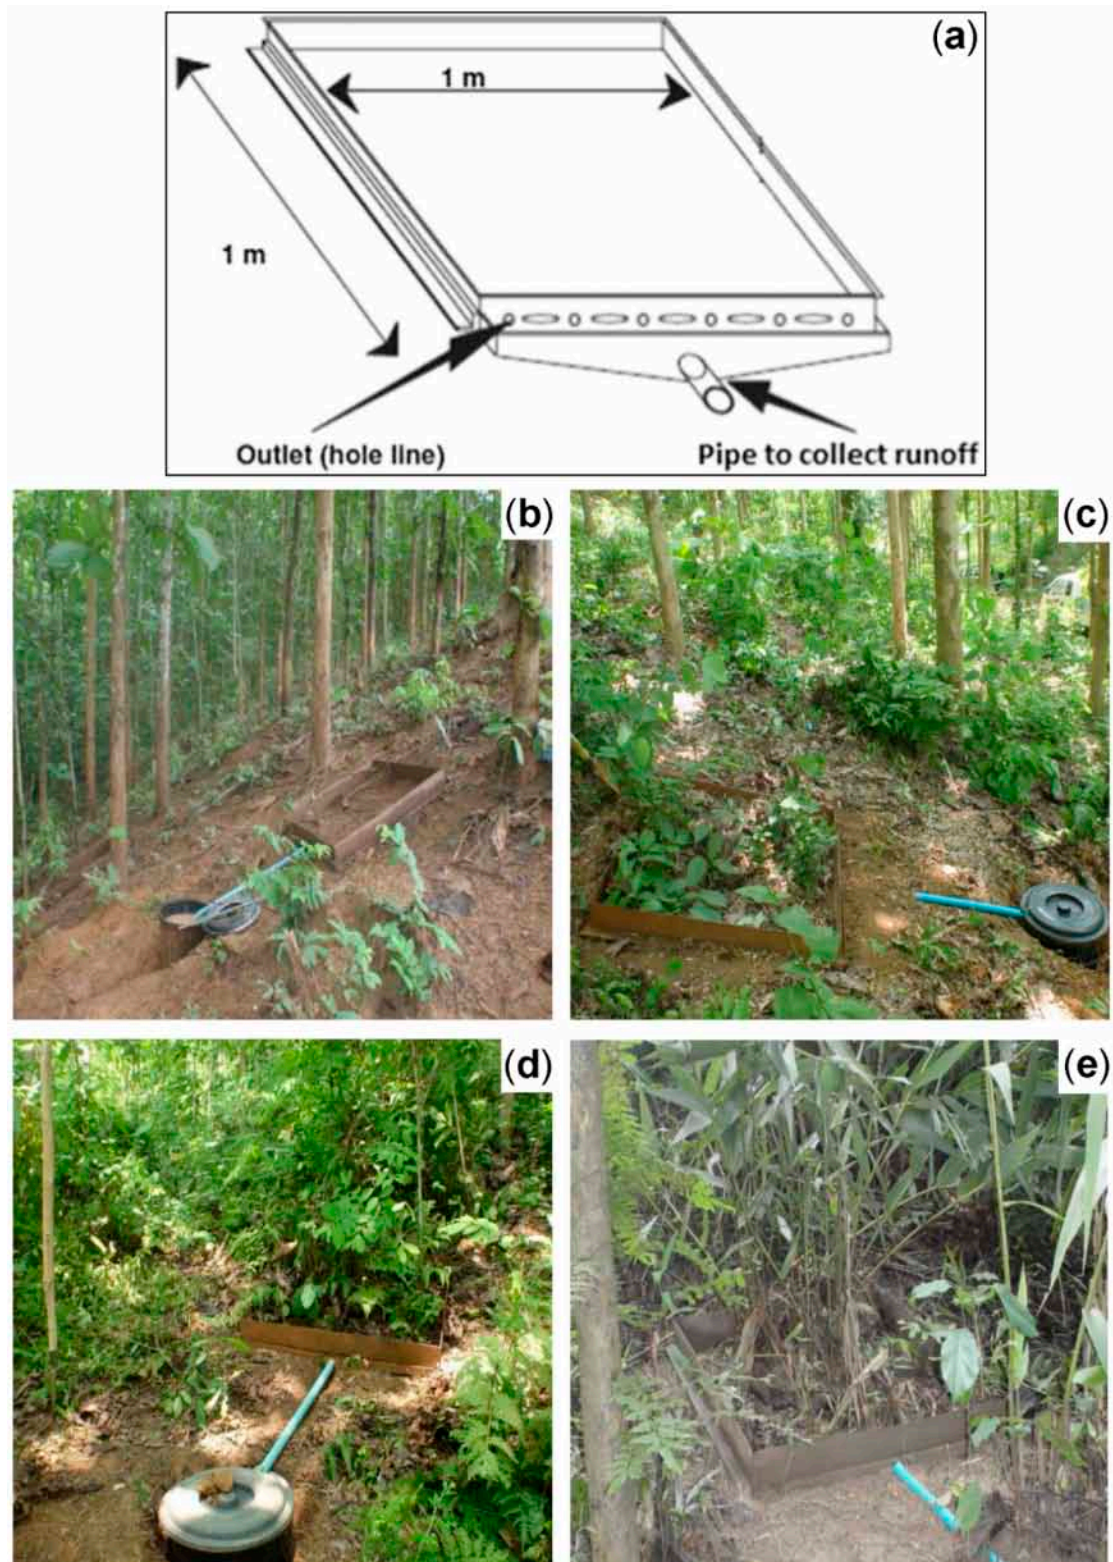 (a)
1 m
1 m
Outlet (hole line)
Pipe to collect runoff
(b)
(c)
(d)
(e)